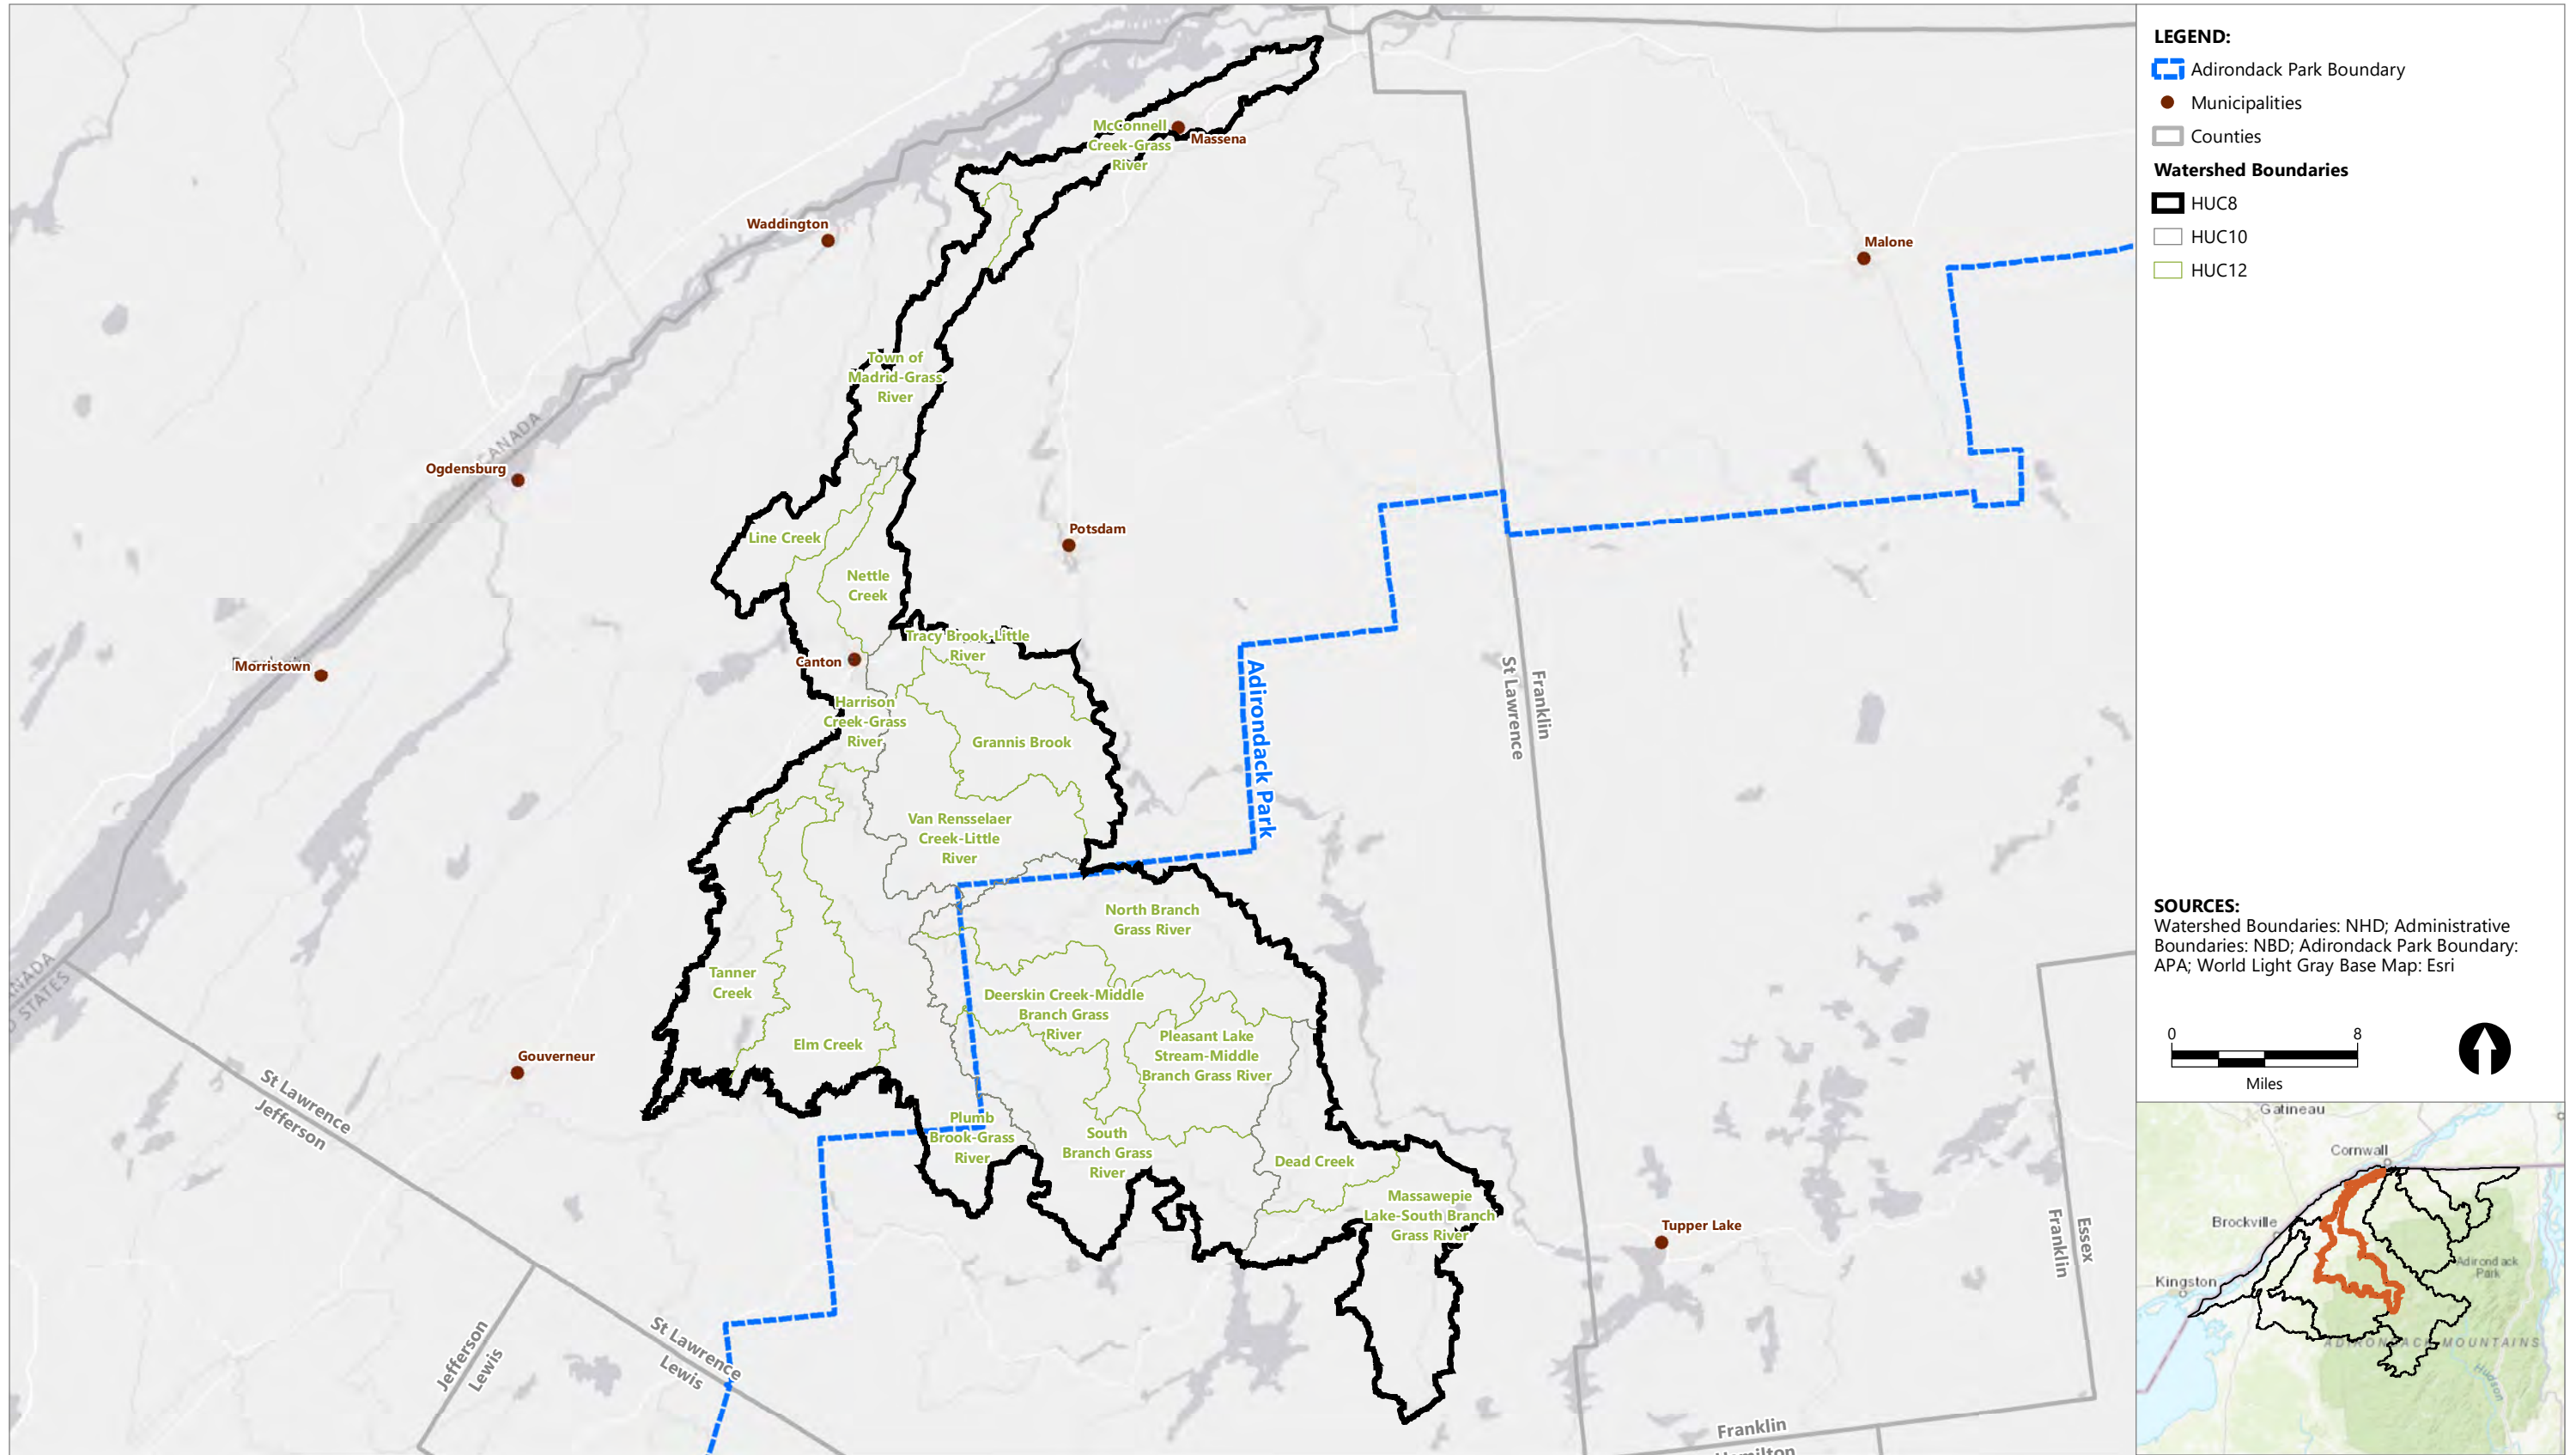 McConnell
Creek-Grass
River
Massena
Waddington
Malone
Town of
Madrid-Grass
River
CANADA
Ogdensburg
Line Creek
Potsdam
Nettle
Creek
Tracy Brook-Little
River
Canton
Morristown
Adirondack Park
St Lawrence
Franklin
Harrison
Creek-Grass
River
Grannis Brook
Van Rensselaer
Creek-Little
River
North Branch
Grass River
Tanner
Creek
Deerskin Creek-Middle
Branch Grass
River
Pleasant Lake
Stream-Middle
Branch Grass River
Elm Creek
Gouverneur
St Lawrence
Jefferson
Plumb
Brook-Grass
River
South
Branch Grass
River
Dead Creek
Massawepie
Lake-South Branch
Grass River
Tupper Lake
Franklin
Essex
Jefferson
Lewis
St Lawrence
Lewis
Franklin
LEGEND:
Adirondack Park Boundary
Municipalities
Counties
Watershed Boundaries
HUC8
HUC10
HUC12
SOURCES:
Watershed Boundaries: NHD; Administrative
Boundaries: NBD; Adirondack Park Boundary:
APA; World Light Gray Base Map: Esri
0 8
Miles
Gatineau
Cornwall
Brockville
Kingston
Adirondack
Park
ADIRONDACK MOUNTAINS
Hudson